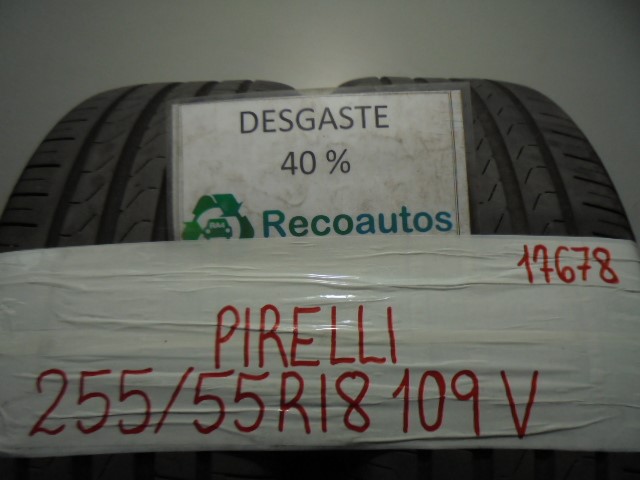 DESGASTE
40 %
Recoautos
17678
PIRELLI
255/55R18 109 V